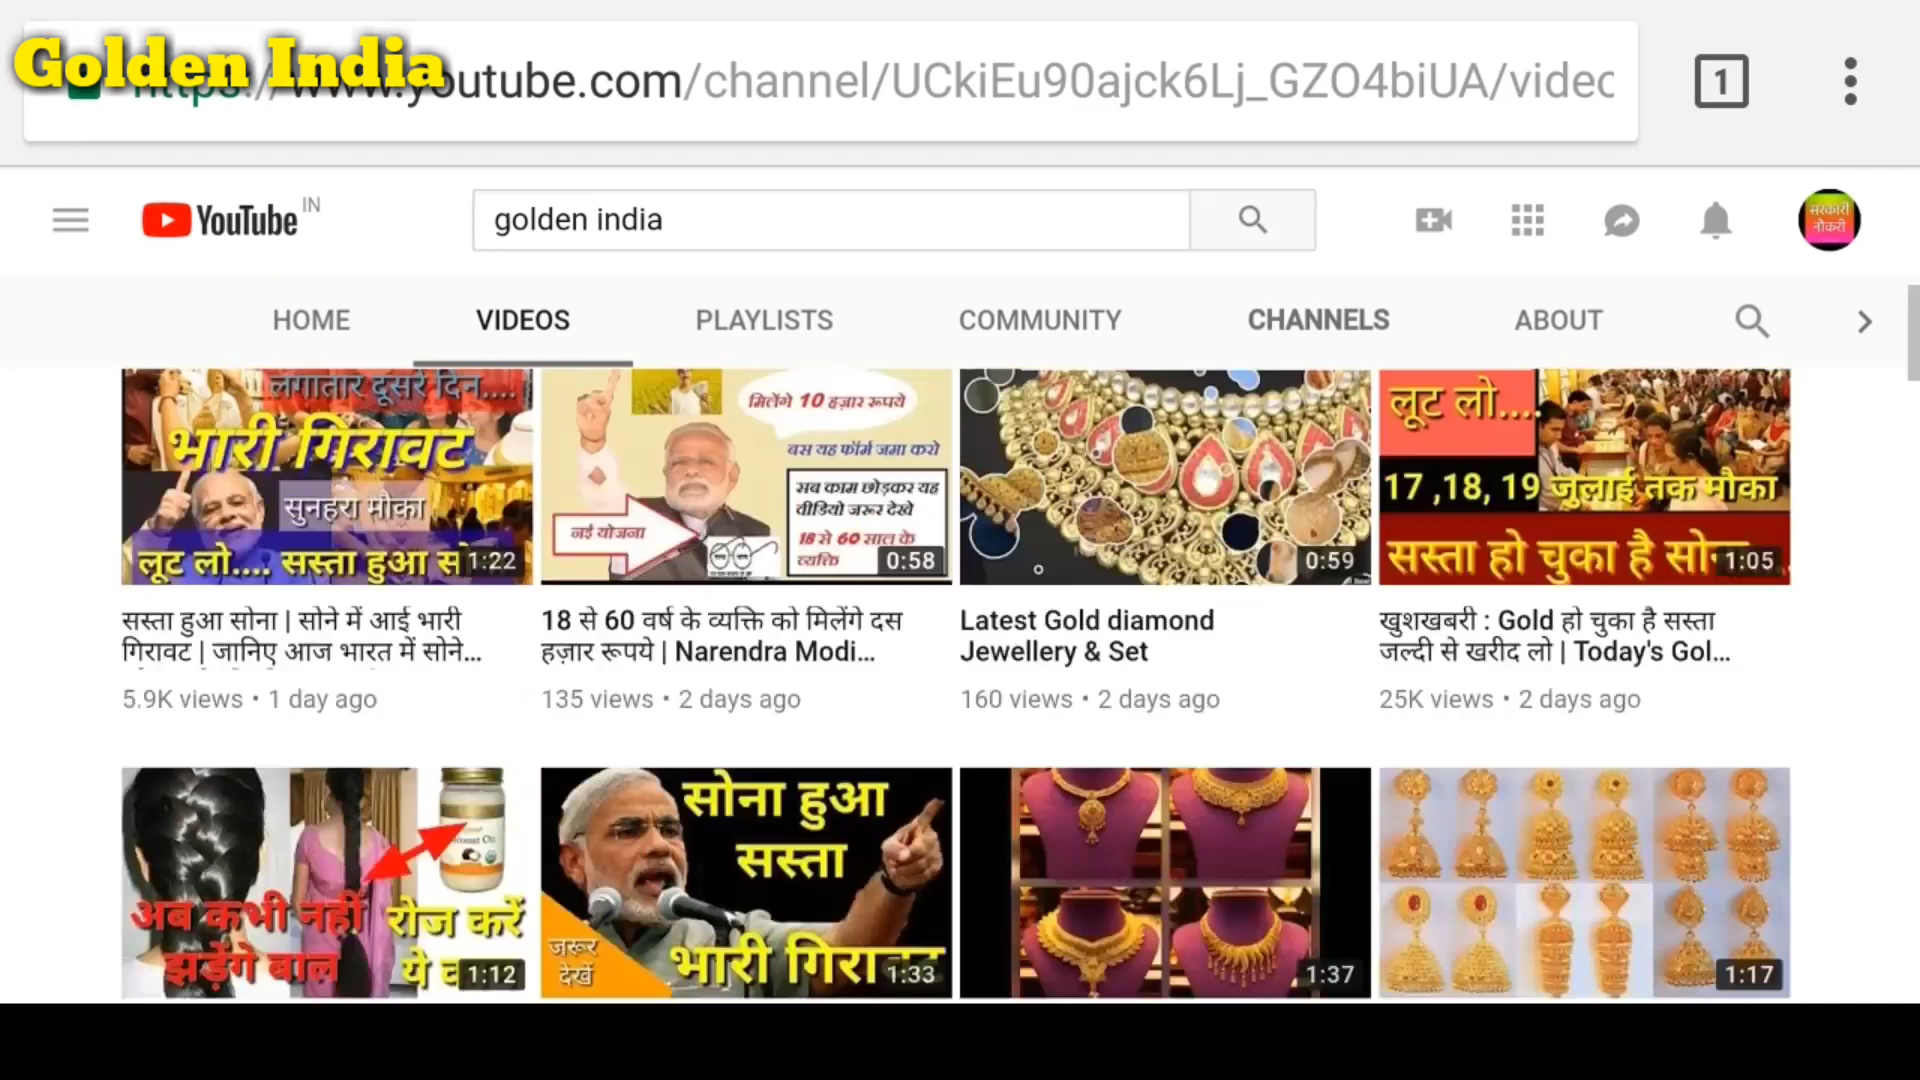 Golden India
https://www.youtube.com/channel/UCkiEu90ajck6Lj_GZO4biUA/videc
1
YouTube IN
golden india
सरकारी
नौकरी
HOME VIDEOS PLAYLISTS COMMUNITY CHANNELS ABOUT
लगातार दूसरे दिन....
भारी गिरावट
सुनहरा मौका
लूट लो.... सस्ता हुआ
1:22
मिलेंगे 10 हज़ार रूपये
बस यह फॉर्म जमा करो
सब काम छोड़कर यह
वीडियो जरूर देखे
18 से 60 साल के
व्यक्ति
नई योजना
0:58
0:59
लूट लो....
17 ,18, 19 जुलाई तक मौका
सस्ता हो चुका है
1:05
सस्ता हुआ सोना | सोने में आई भारी
गिरावट | जानिए आज भारत में सोने...
5.9K views • 1 day ago
18 से 60 वर्ष के व्यक्ति को मिलेंगे दस
हज़ार रूपये | Narendra Modi...
135 views • 2 days ago
Latest Gold diamond
Jewellery & Set
160 views • 2 days ago
खुशखबरी : Gold हो चुका है सस्ता
जल्दी से खरीद लो | Today's Gol...
25K views • 2 days ago
अब कभी नहीं
झड़ेंगे बाल
रोज करें
ये
1:12
सोना हुआ
सस्ता
जरूर
देखें
भारी
1:33
1:37
1:17